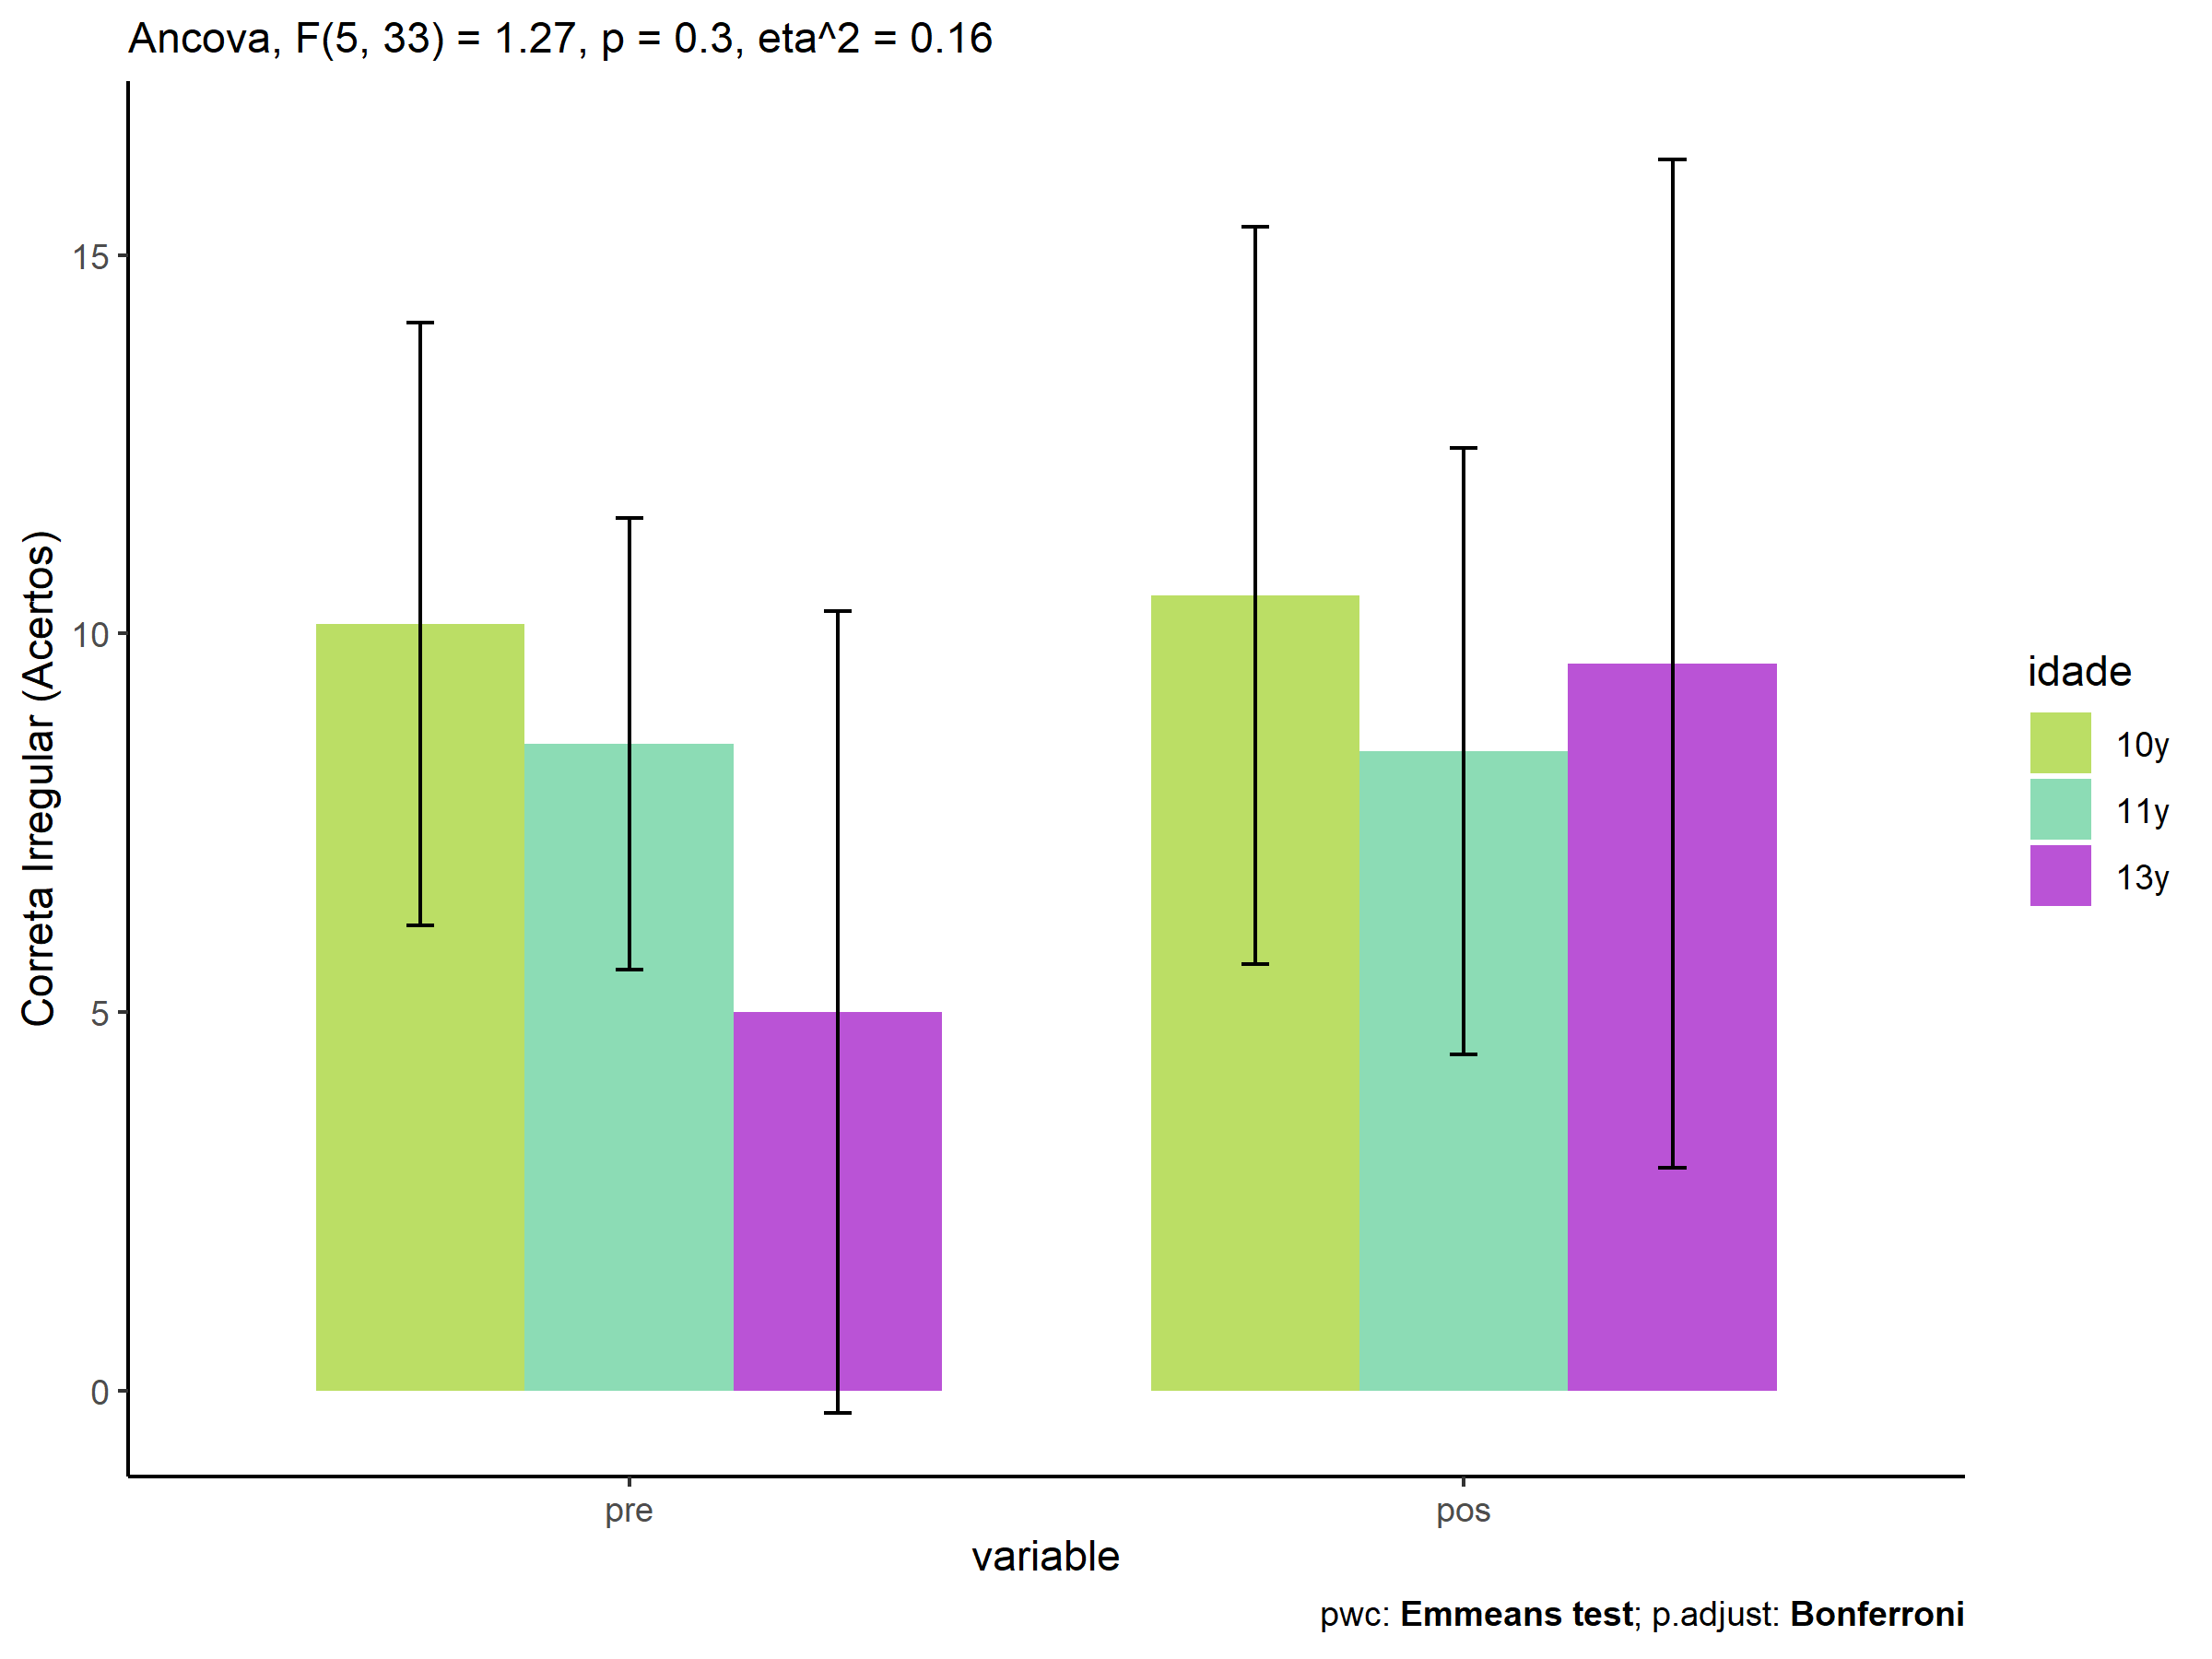 Ancova, F(5, 33) = 1.27, p = 0.3, eta^2 = 0.16
Correta Irregular (Acertos)
15
10
5
0
pre
pos
variable
idade
10y
11y
13y
pwc: Emmeans test; p.adjust: Bonferroni